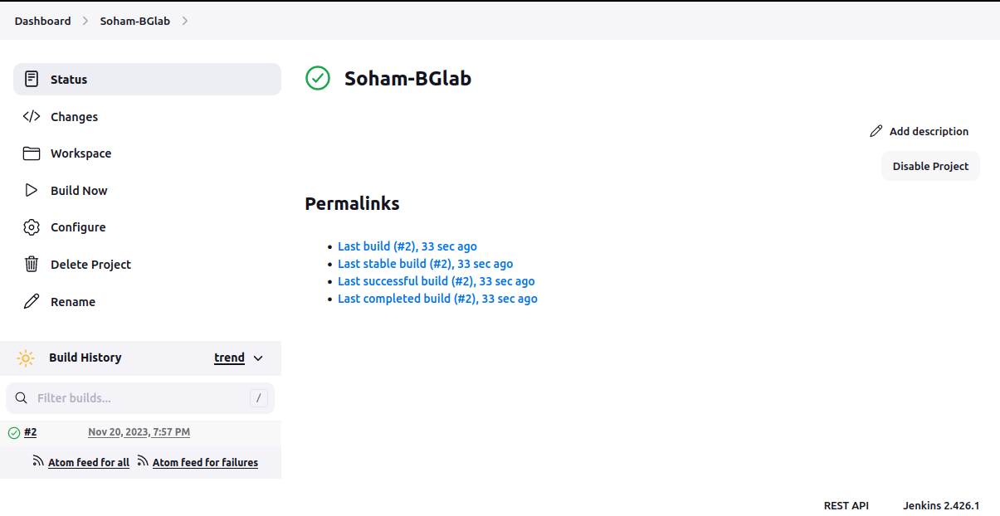 Dashboard > Soham-BGlab >
Status
Changes
Workspace
Build Now
Configure
Delete Project
Rename
Build History trend
Filter builds... /
#2 Nov 20, 2023, 7:57 PM
Atom feed for all Atom feed for failures
Soham-BGlab
Add description
Disable Project
Permalinks
• Last build (#2), 33 sec ago
• Last stable build (#2), 33 sec ago
• Last successful build (#2), 33 sec ago
• Last completed build (#2), 33 sec ago
REST API Jenkins 2.426.1